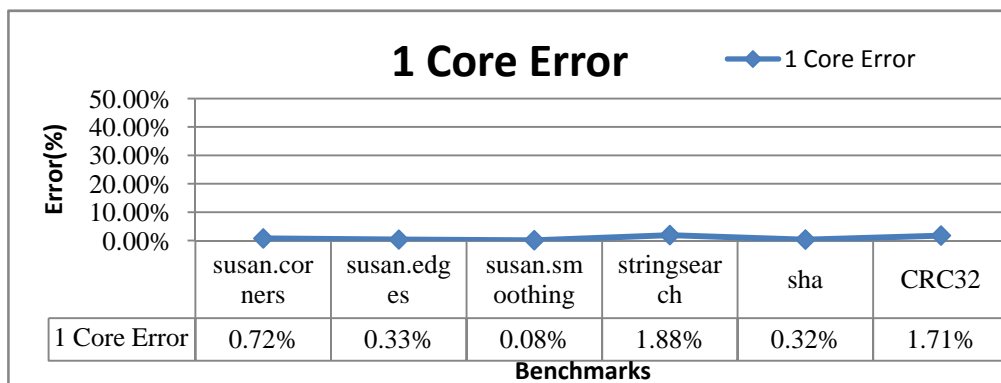 1 Core Error
1 Core Error
Error(%)
50.00%
40.00%
30.00%
20.00%
10.00%
0.00%
susan.cor
ners
susan.edg
es
susan.sm
oothing
stringsear
ch
sha
CRC32
1 Core Error 0.72% 0.33% 0.08% 1.88% 0.32% 1.71%
Benchmarks